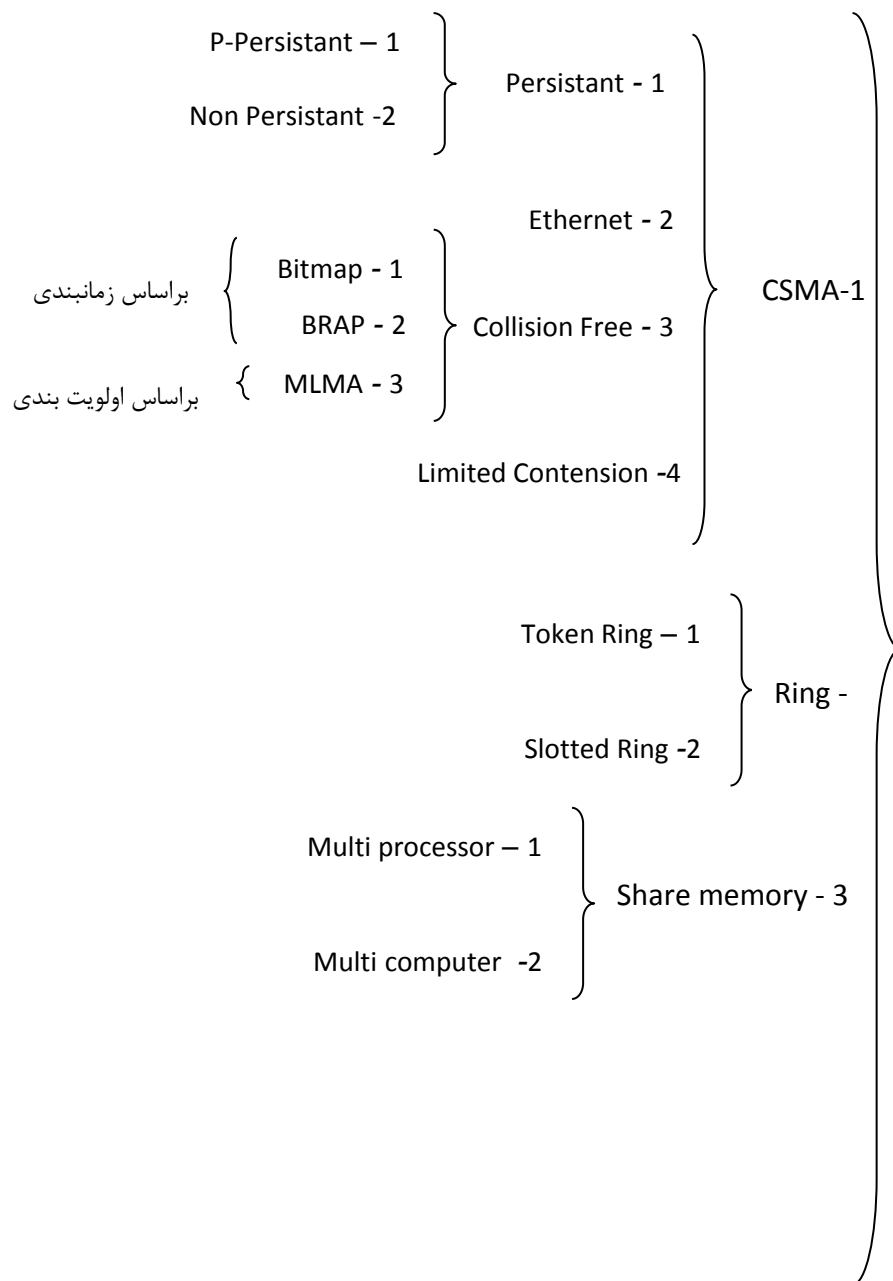 P-Persistant – 1
Persistant - 1
Non Persistant -2
Ethernet - 2
Bitmap - 1
براساس زمانبندی
CSMA-1
BRAP - 2
Collision Free - 3
MLMA - 3
براساس اولویت بندی
Limited Contension -4
Token Ring – 1
Ring -
Slotted Ring -2
Multi processor – 1
Share memory - 3
Multi computer -2